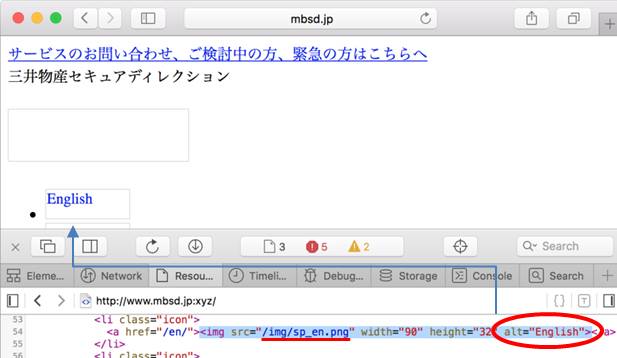 mbsd.jp
サービスのお問い合わせ、ご検討中の方、緊急の方はこちらへ
三井物産セキュアディレクション
English
3 5 2 Search
Eleme... Network Resou... Timeli... Debug... Storage Console Search
http://www.mbsd.jp:xyz/
53 <li class="icon">
54 <a href="/en/"><img src="/img/sp_en.png" width="90" height="32" alt="English"></a>
55 </li>
56 <li class="icon">